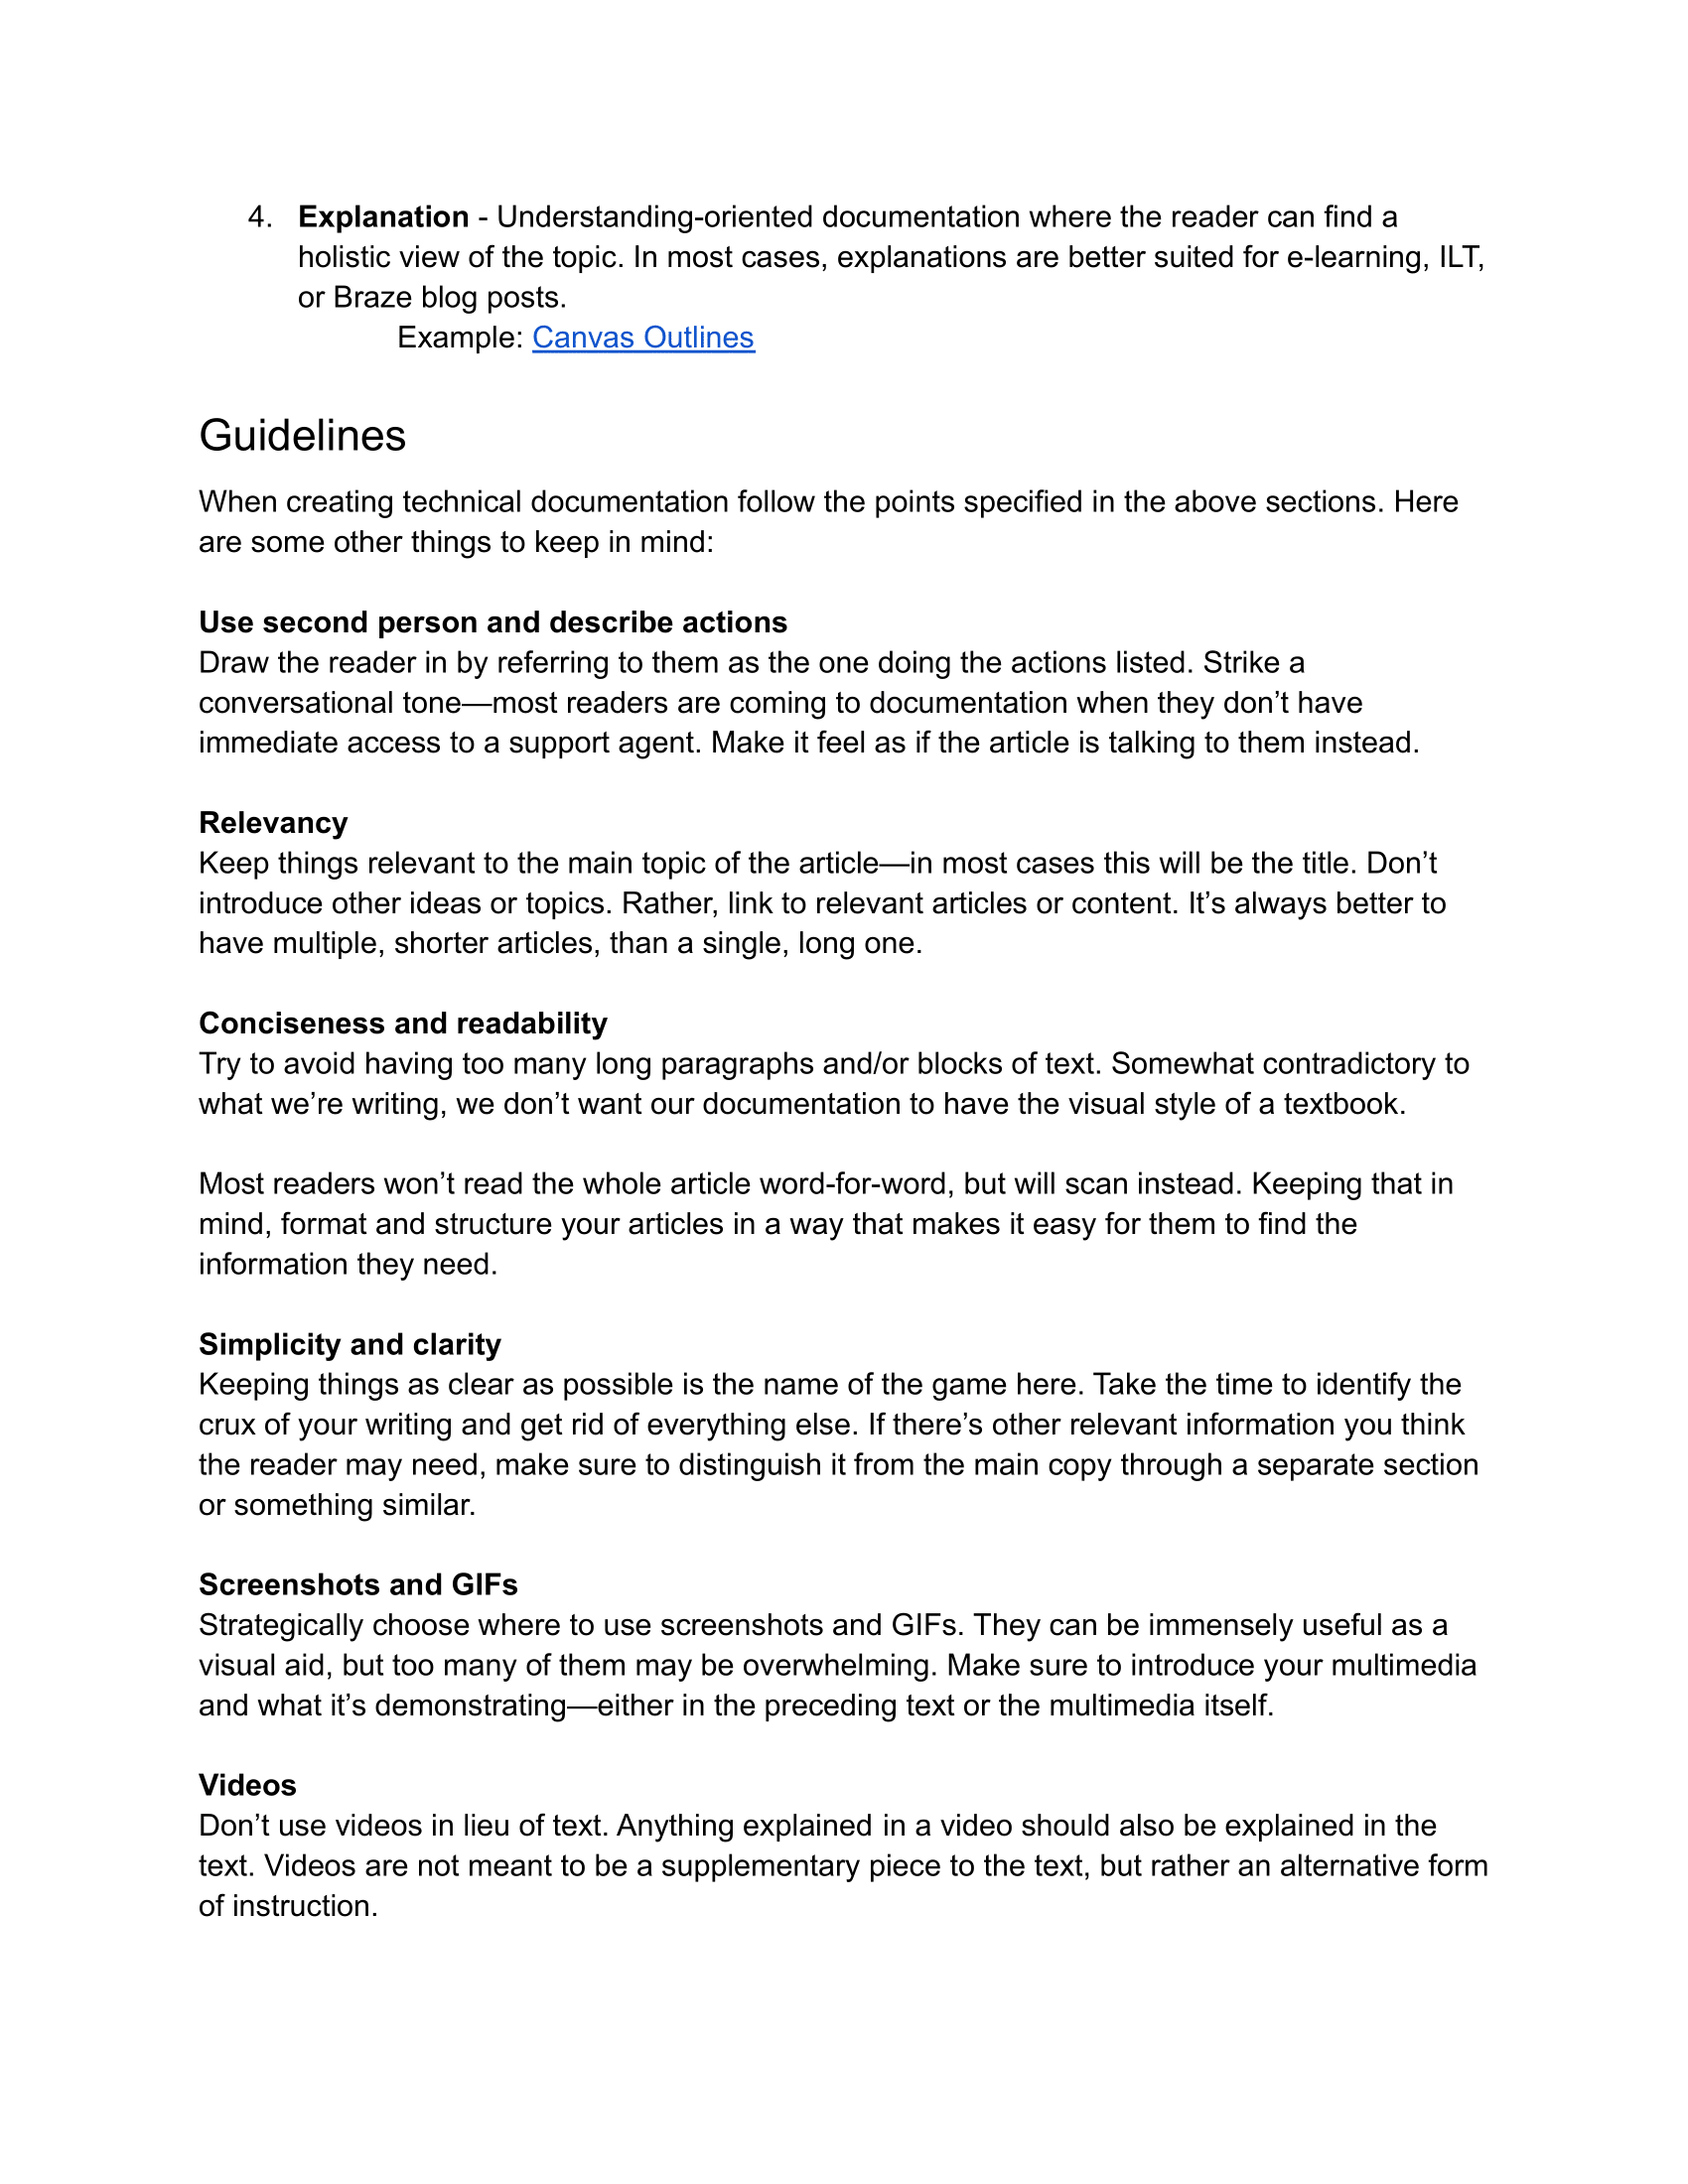 4. Explanation - Understanding-oriented documentation where the reader can find a
holistic view of the topic. In most cases, explanations are better suited for e-learning, ILT,
or Braze blog posts.
Example: Canvas Outlines
Guidelines
When creating technical documentation follow the points specified in the above sections. Here
are some other things to keep in mind:
Use second person and describe actions
Draw the reader in by referring to them as the one doing the actions listed. Strike a
conversational tone—most readers are coming to documentation when they don’t have
immediate access to a support agent. Make it feel as if the article is talking to them instead.
Relevancy
Keep things relevant to the main topic of the article—in most cases this will be the title. Don’t
introduce other ideas or topics. Rather, link to relevant articles or content. It’s always better to
have multiple, shorter articles, than a single, long one.
Conciseness and readability
Try to avoid having too many long paragraphs and/or blocks of text. Somewhat contradictory to
what we’re writing, we don’t want our documentation to have the visual style of a textbook.
Most readers won’t read the whole article word-for-word, but will scan instead. Keeping that in
mind, format and structure your articles in a way that makes it easy for them to find the
information they need.
Simplicity and clarity
Keeping things as clear as possible is the name of the game here. Take the time to identify the
crux of your writing and get rid of everything else. If there’s other relevant information you think
the reader may need, make sure to distinguish it from the main copy through a separate section
or something similar.
Screenshots and GIFs
Strategically choose where to use screenshots and GIFs. They can be immensely useful as a
visual aid, but too many of them may be overwhelming. Make sure to introduce your multimedia
and what it’s demonstrating—either in the preceding text or the multimedia itself.
Videos
Don’t use videos in lieu of text. Anything explained in a video should also be explained in the
text. Videos are not meant to be a supplementary piece to the text, but rather an alternative form
of instruction.